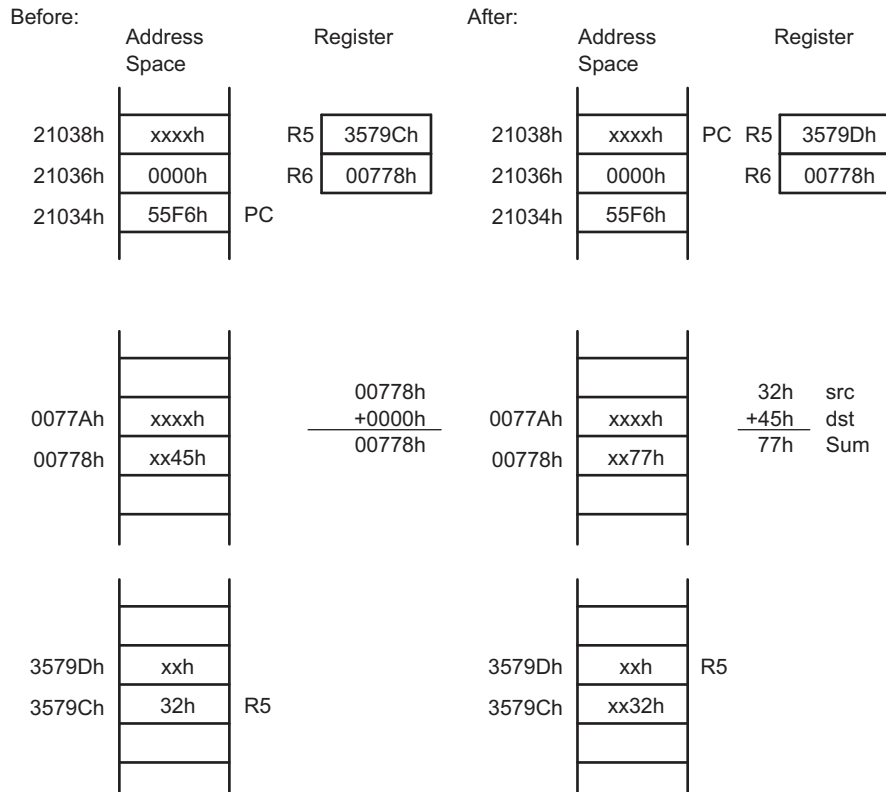 Before:
Address Space
Register
21038h xxxxh R5 3579Ch
21036h 0000h R6 00778h
21034h 55F6h PC
After:
Address Space
Register
21038h xxxxh PC R5 3579Dh
21036h 0000h R6 00778h
21034h 55F6h
00778h
0077Ah xxxxh +0000h
00778h xx45h 00778h
32h src
0077Ah xxxxh +45h dst
00778h xx77h 77h Sum
3579Dh xxh
3579Ch 32h R5
3579Dh xxh R5
3579Ch xx32h